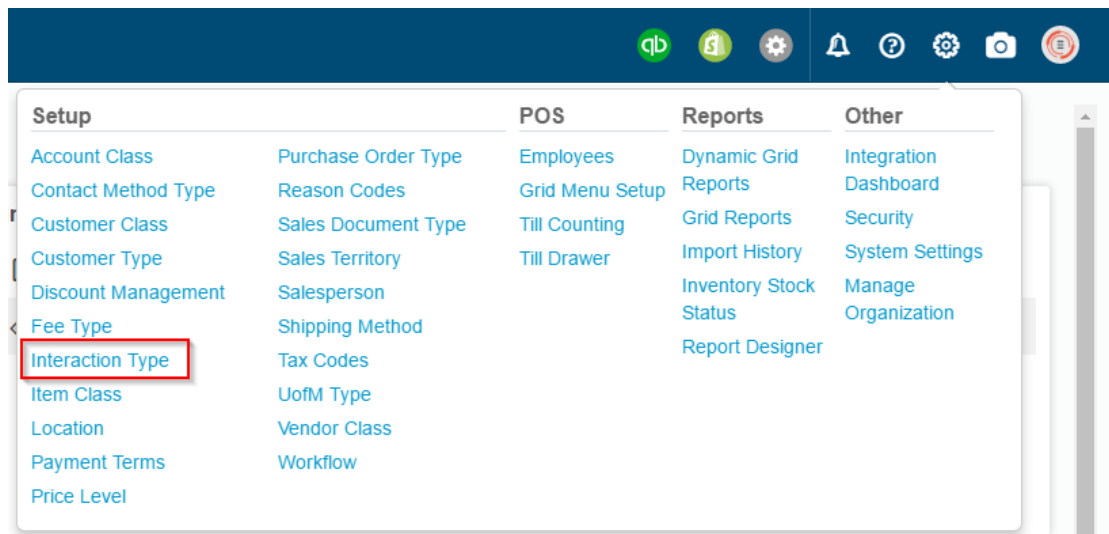 qb
Setup
Account Class
Contact Method Type
Customer Class
Customer Type
Discount Management
Fee Type
Interaction Type
Item Class
Location
Payment Terms
Price Level
Purchase Order Type
Reason Codes
Sales Document Type
Sales Territory
Salesperson
Shipping Method
Tax Codes
UofM Type
Vendor Class
Workflow
POS
Employees
Grid Menu Setup
Till Counting
Till Drawer
Reports
Dynamic Grid
Reports
Grid Reports
Import History
Inventory Stock
Status
Report Designer
Other
Integration
Dashboard
Security
System Settings
Manage
Organization